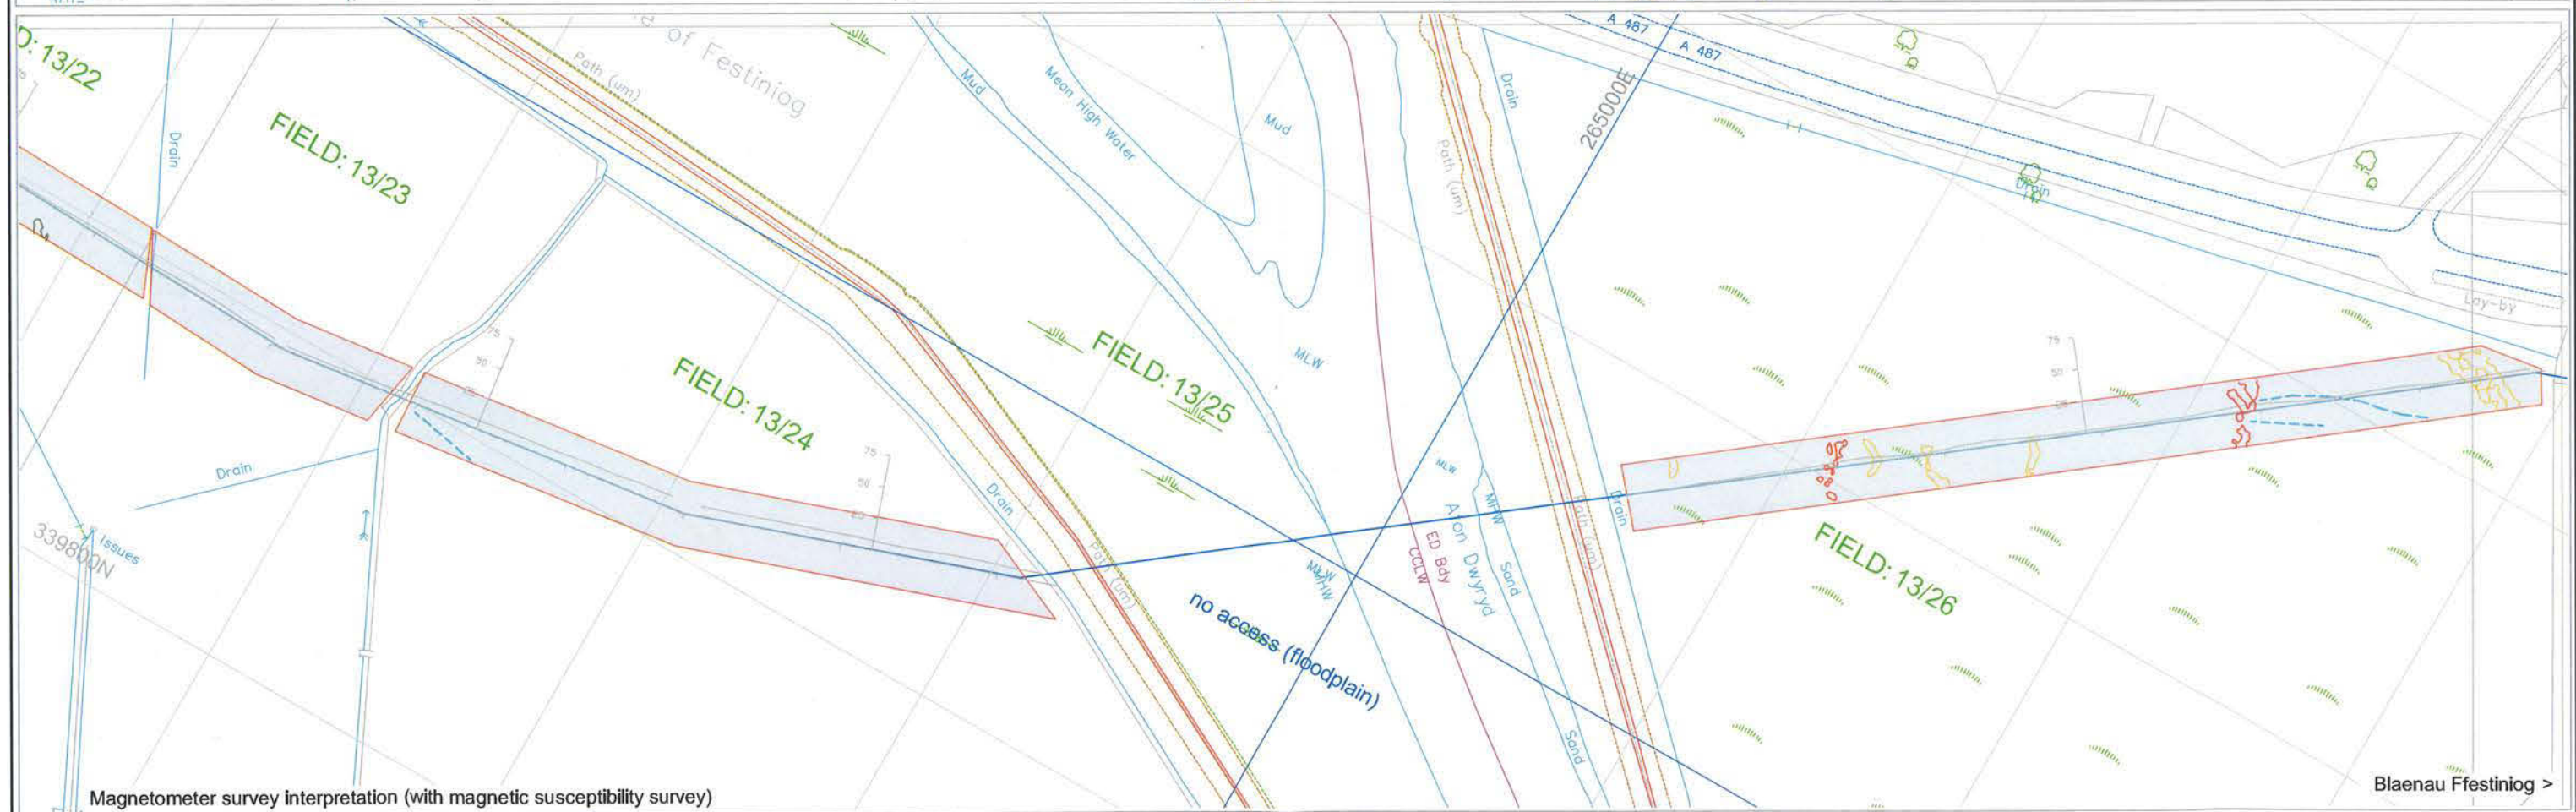 D: 13/22
FIELD: 13/23
Drain
Path (um)
of Festiniog
Mud
Mean High Water
Mud
Drain
Path (um)
A 487
A 487
265000E
Drain
Lay-by
FIELD: 13/24
FIELD: 13/25
MLW
75
50
25
75
50
25
75
50
25
Drain
Issues
339800N
Drain
Path (um)
no access (floodplain)
MLW
MHW
ED Bdy
CCLW
MLW
MHW
Afon Dwyryd
Sand
Sand
Path (um)
Drain
FIELD: 13/26
Magnetometer survey interpretation (with magnetic susceptibility survey)
Blaenau Ffestiniog >